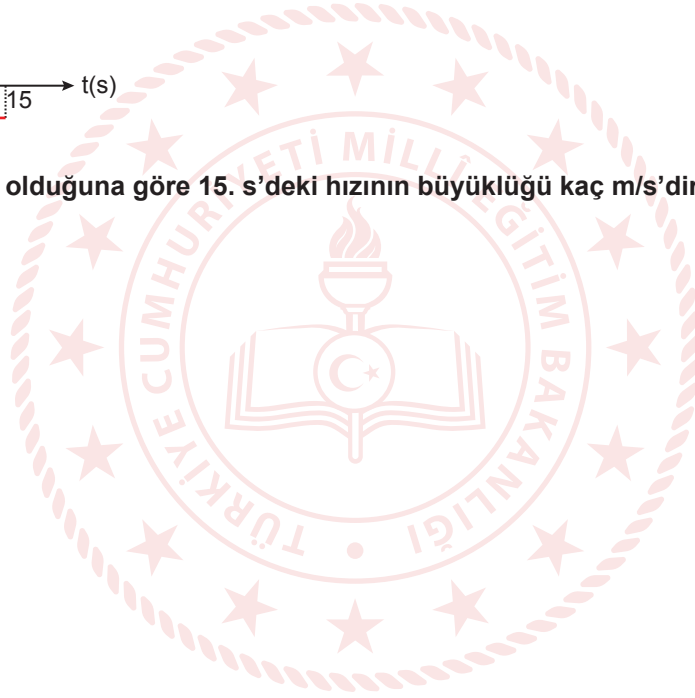 t(s)
15
olduğuna göre 15. s’deki hızının büyüklüğü kaç m/s’dir
TÜRKİYE CUMHURİYETİ MİLLÎ EĞİTİM BAKANLIĞI